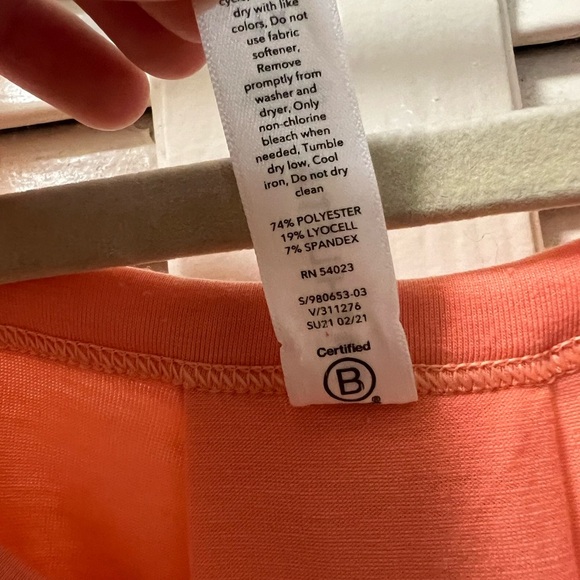 dry with like
colors, Do not
use fabric
softener,
Remove
promptly from
washer and
dryer, Only
non-chlorine
bleach when
needed, Tumble
dry low, Cool
iron, Do not dry
clean
74% POLYESTER
19% LYOCELL
7% SPANDEX
RN 54023
S/980653-03
V/311276
SU21 02/21
Certified
B
®